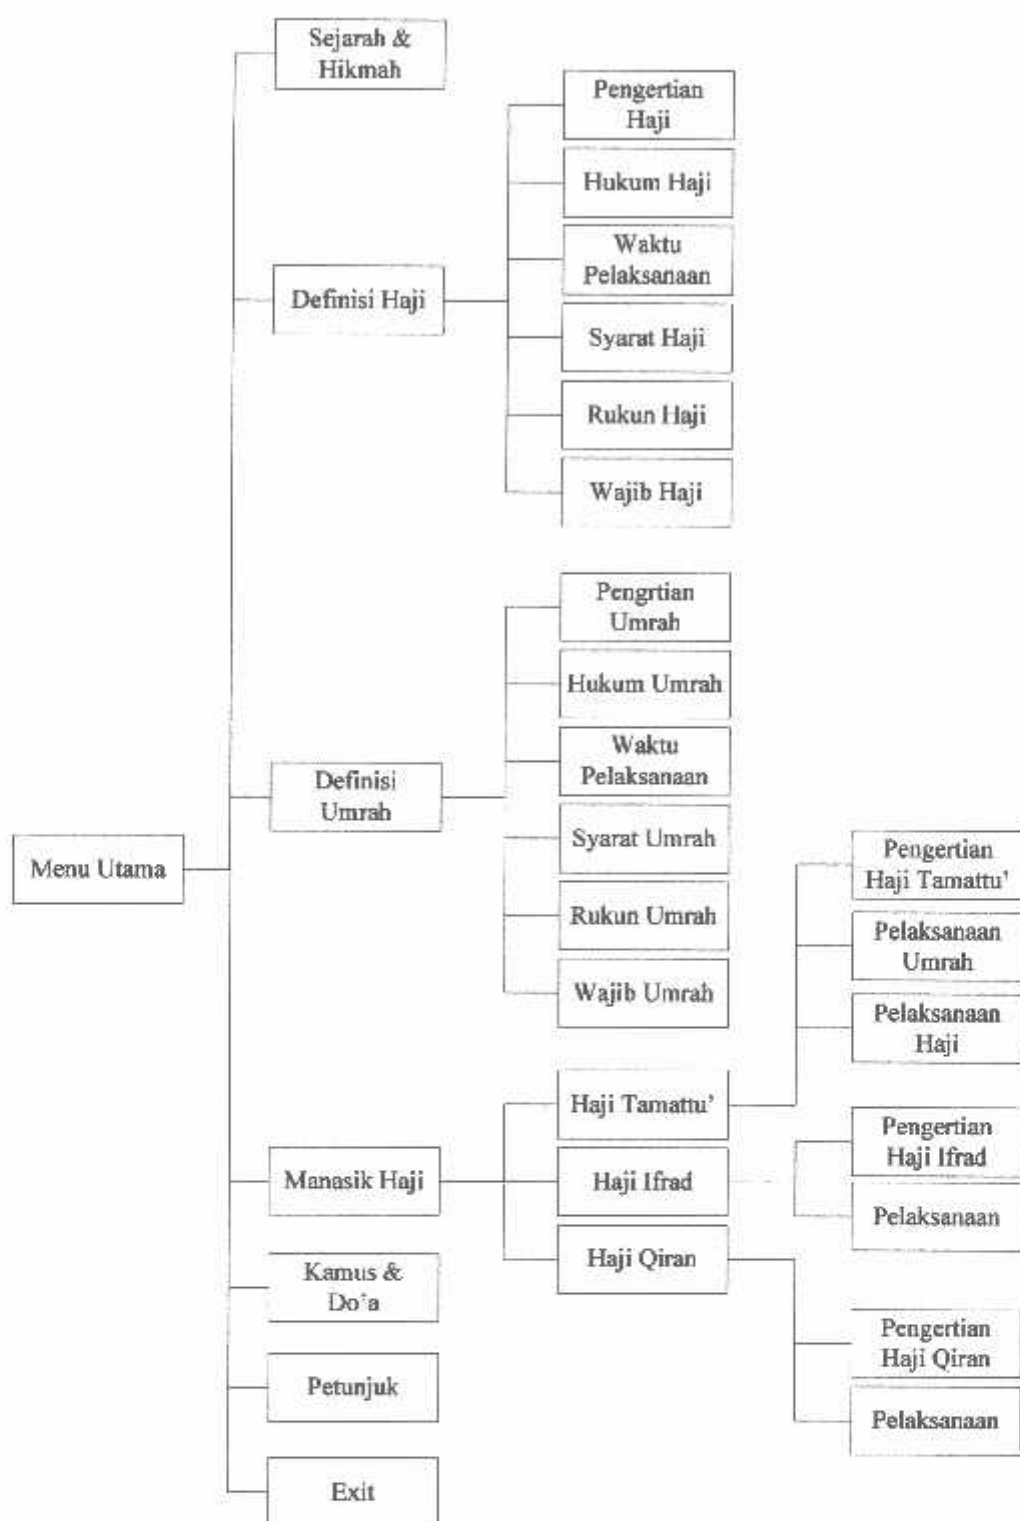 Sejarah &
Hikmah
Pengertian
Haji
Hukum Haji
Waktu
Pelaksanaan
Definisi Haji
Syarat Haji
Rukun Haji
Wajib Haji
Pengrtian
Umrah
Hukum Umrah
Waktu
Pelaksanaan
Definisi
Umrah
Syarat Umrah
Rukun Umrah
Wajib Umrah
Menu Utama
Pengertian
Haji Tamattu'
Pelaksanaan
Umrah
Pelaksanaan
Haji
Haji Tamattu'
Pengertian
Haji Ifrad
Manasik Haji
Haji Ifrad
Pelaksanaan
Haji Qiran
Kamus &
Do'a
Pengertian
Haji Qiran
Petunjuk
Pelaksanaan
Exit